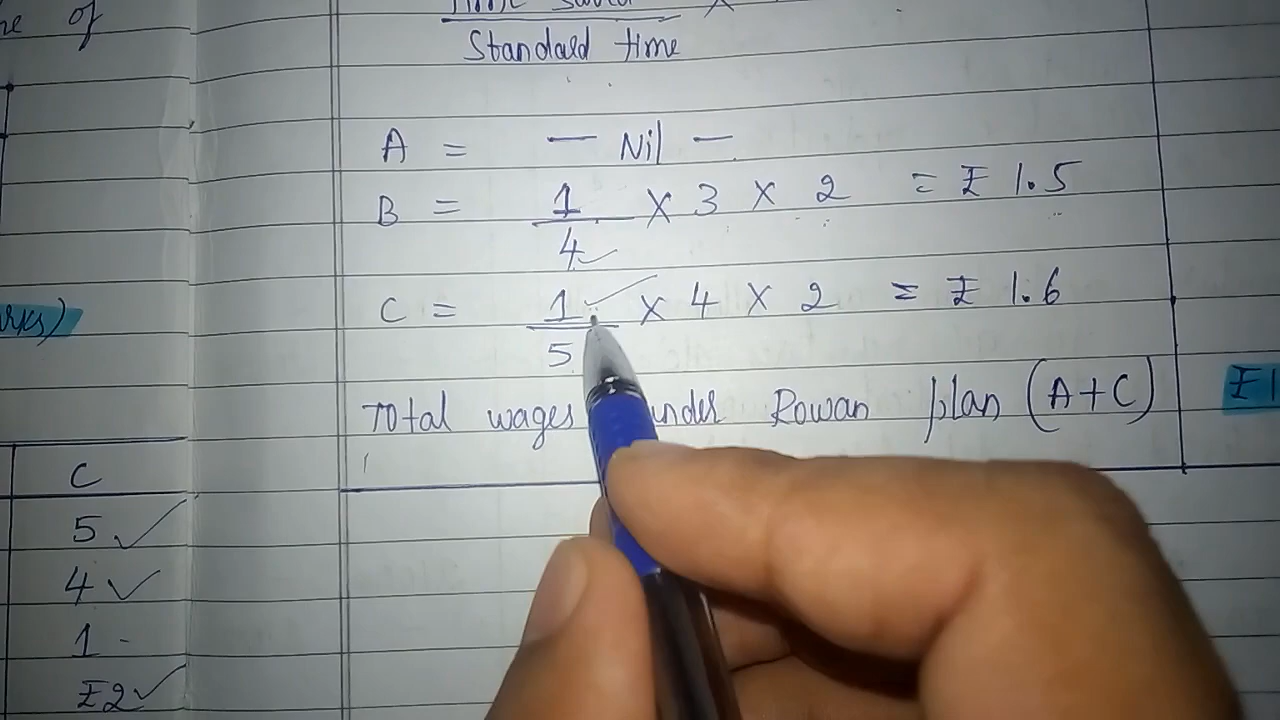 of
Standard time
A = — Nil —
B = 1/4 X 3 X 2 = ₹ 1.5
C = 1/5 X 4 X 2 = ₹ 1.6
Total wages under Rowan plan (A+C)
C
5 ✓
4 ✓
1 -
₹2 ✓